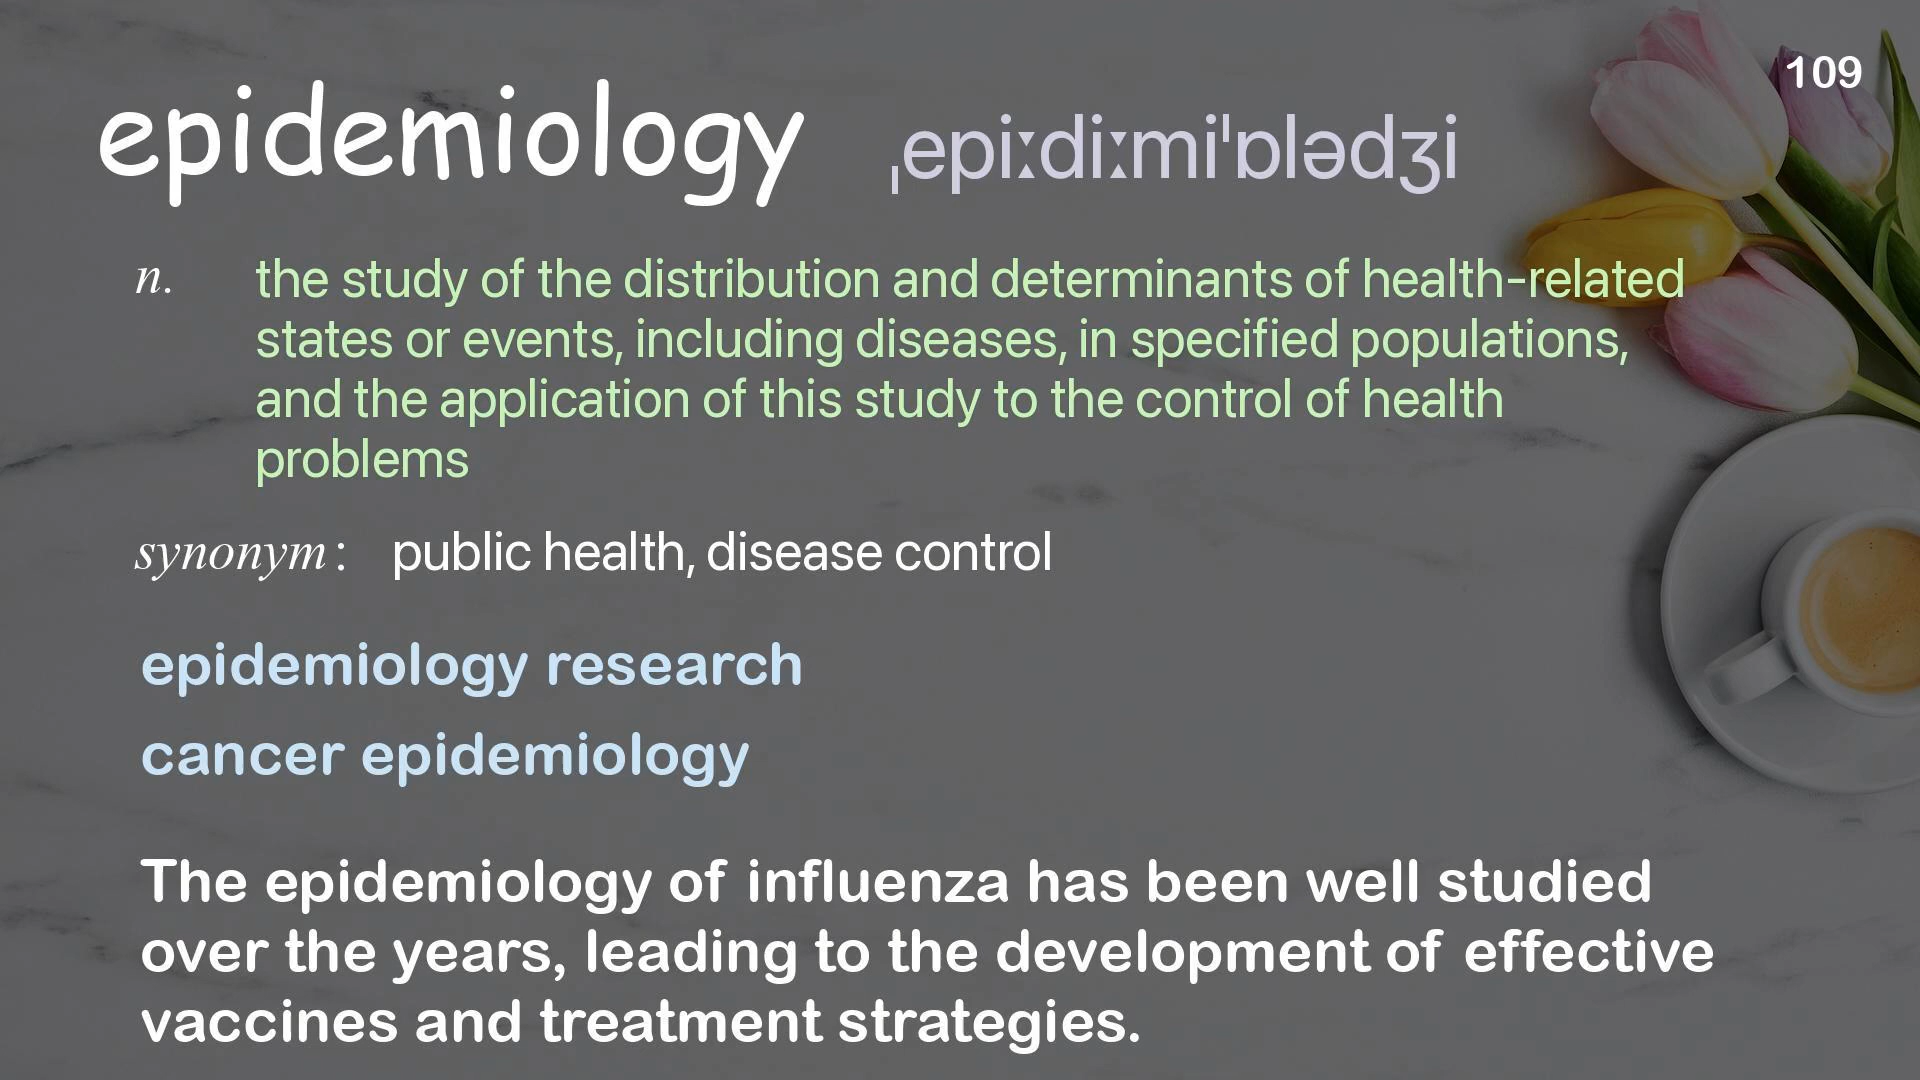 109
epidemiology ˌepiːdiːmiˈɒlədʒi
n. the study of the distribution and determinants of health-related
states or events, including diseases, in specified populations,
and the application of this study to the control of health
problems
synonym: public health, disease control
epidemiology research
cancer epidemiology
The epidemiology of influenza has been well studied
over the years, leading to the development of effective
vaccines and treatment strategies.